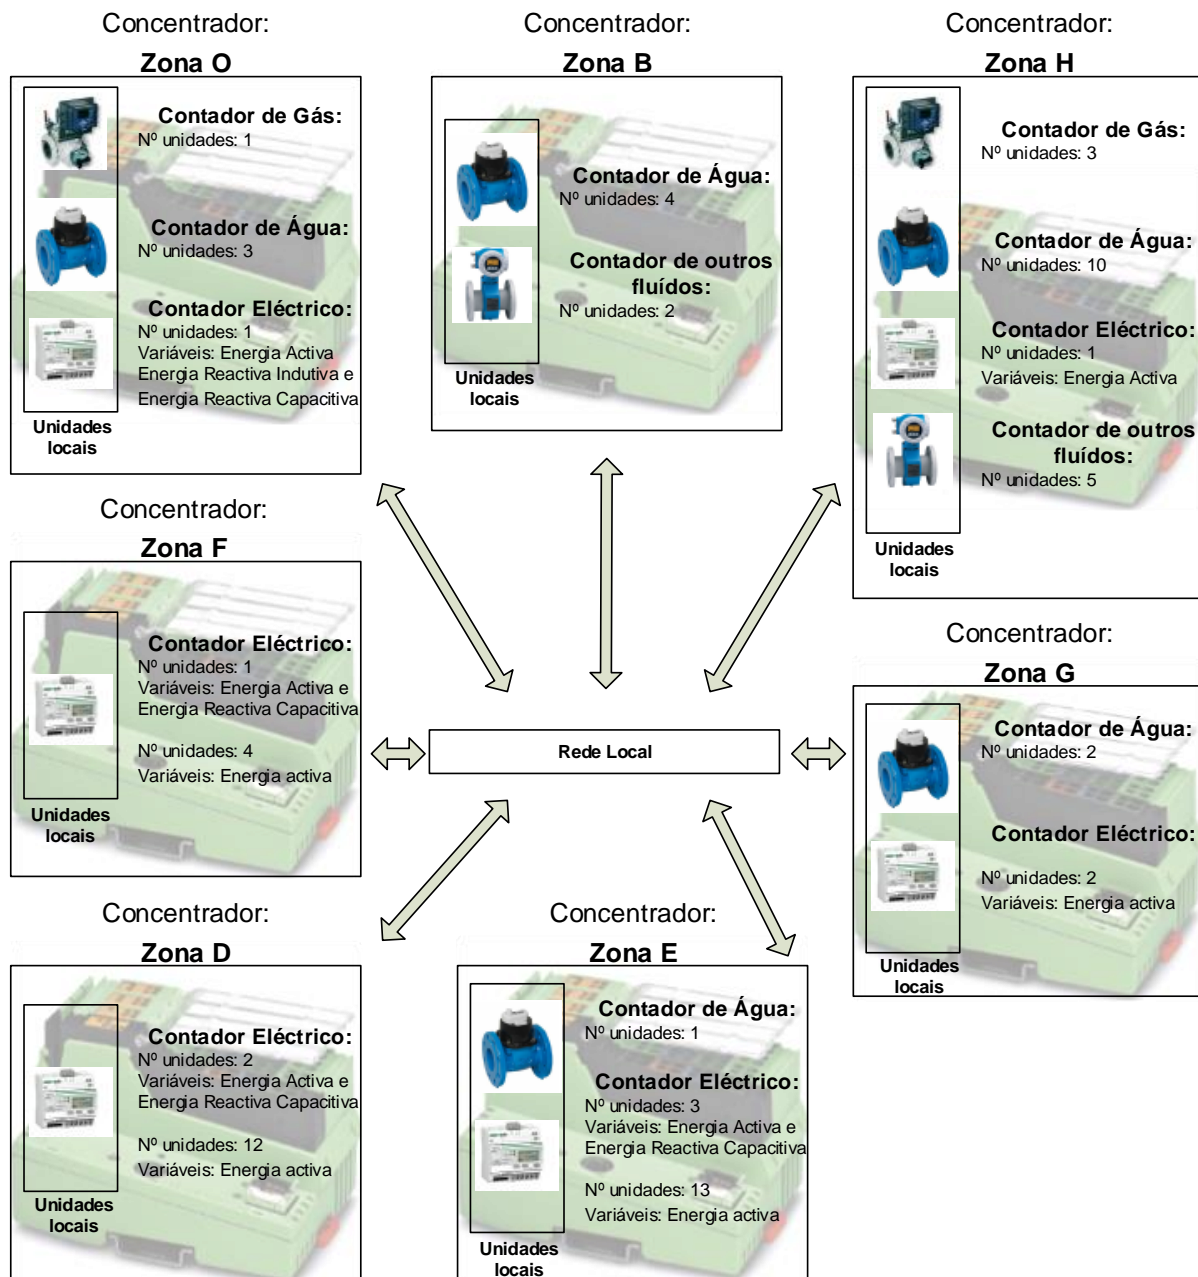 Concentrador:
Zona O
Contador de Gás:
Nº unidades: 1
Contador de Água:
Nº unidades: 3
Contador Eléctrico:
Nº unidades: 1
Variáveis: Energia Activa
Energia Reactiva Indutiva e
Energia Reactiva Capacitiva
Unidades
locais
Concentrador:
Zona B
Contador de Água:
Nº unidades: 4
Contador de outros
fluídos:
Nº unidades: 2
Unidades
locais
Concentrador:
Zona H
Contador de Gás:
Nº unidades: 3
Contador de Água:
Nº unidades: 10
Contador Eléctrico:
Nº unidades: 1
Variáveis: Energia Activa
Contador de outros
fluídos:
Nº unidades: 5
Unidades
locais
Concentrador:
Zona F
Contador Eléctrico:
Nº unidades: 1
Variáveis: Energia Activa e
Energia Reactiva Capacitiva
Nº unidades: 4
Variáveis: Energia activa
Unidades
locais
Rede Local
Concentrador:
Zona G
Contador de Água:
Nº unidades: 2
Contador Eléctrico:
Nº unidades: 2
Variáveis: Energia activa
Unidades
locais
Concentrador:
Zona D
Contador Eléctrico:
Nº unidades: 2
Variáveis: Energia Activa e
Energia Reactiva Capacitiva
Nº unidades: 12
Variáveis: Energia activa
Unidades
locais
Concentrador:
Zona E
Contador de Água:
Nº unidades: 1
Contador Eléctrico:
Nº unidades: 3
Variáveis: Energia Activa e
Energia Reactiva Capacitiva
Nº unidades: 13
Variáveis: Energia activa
Unidades
locais